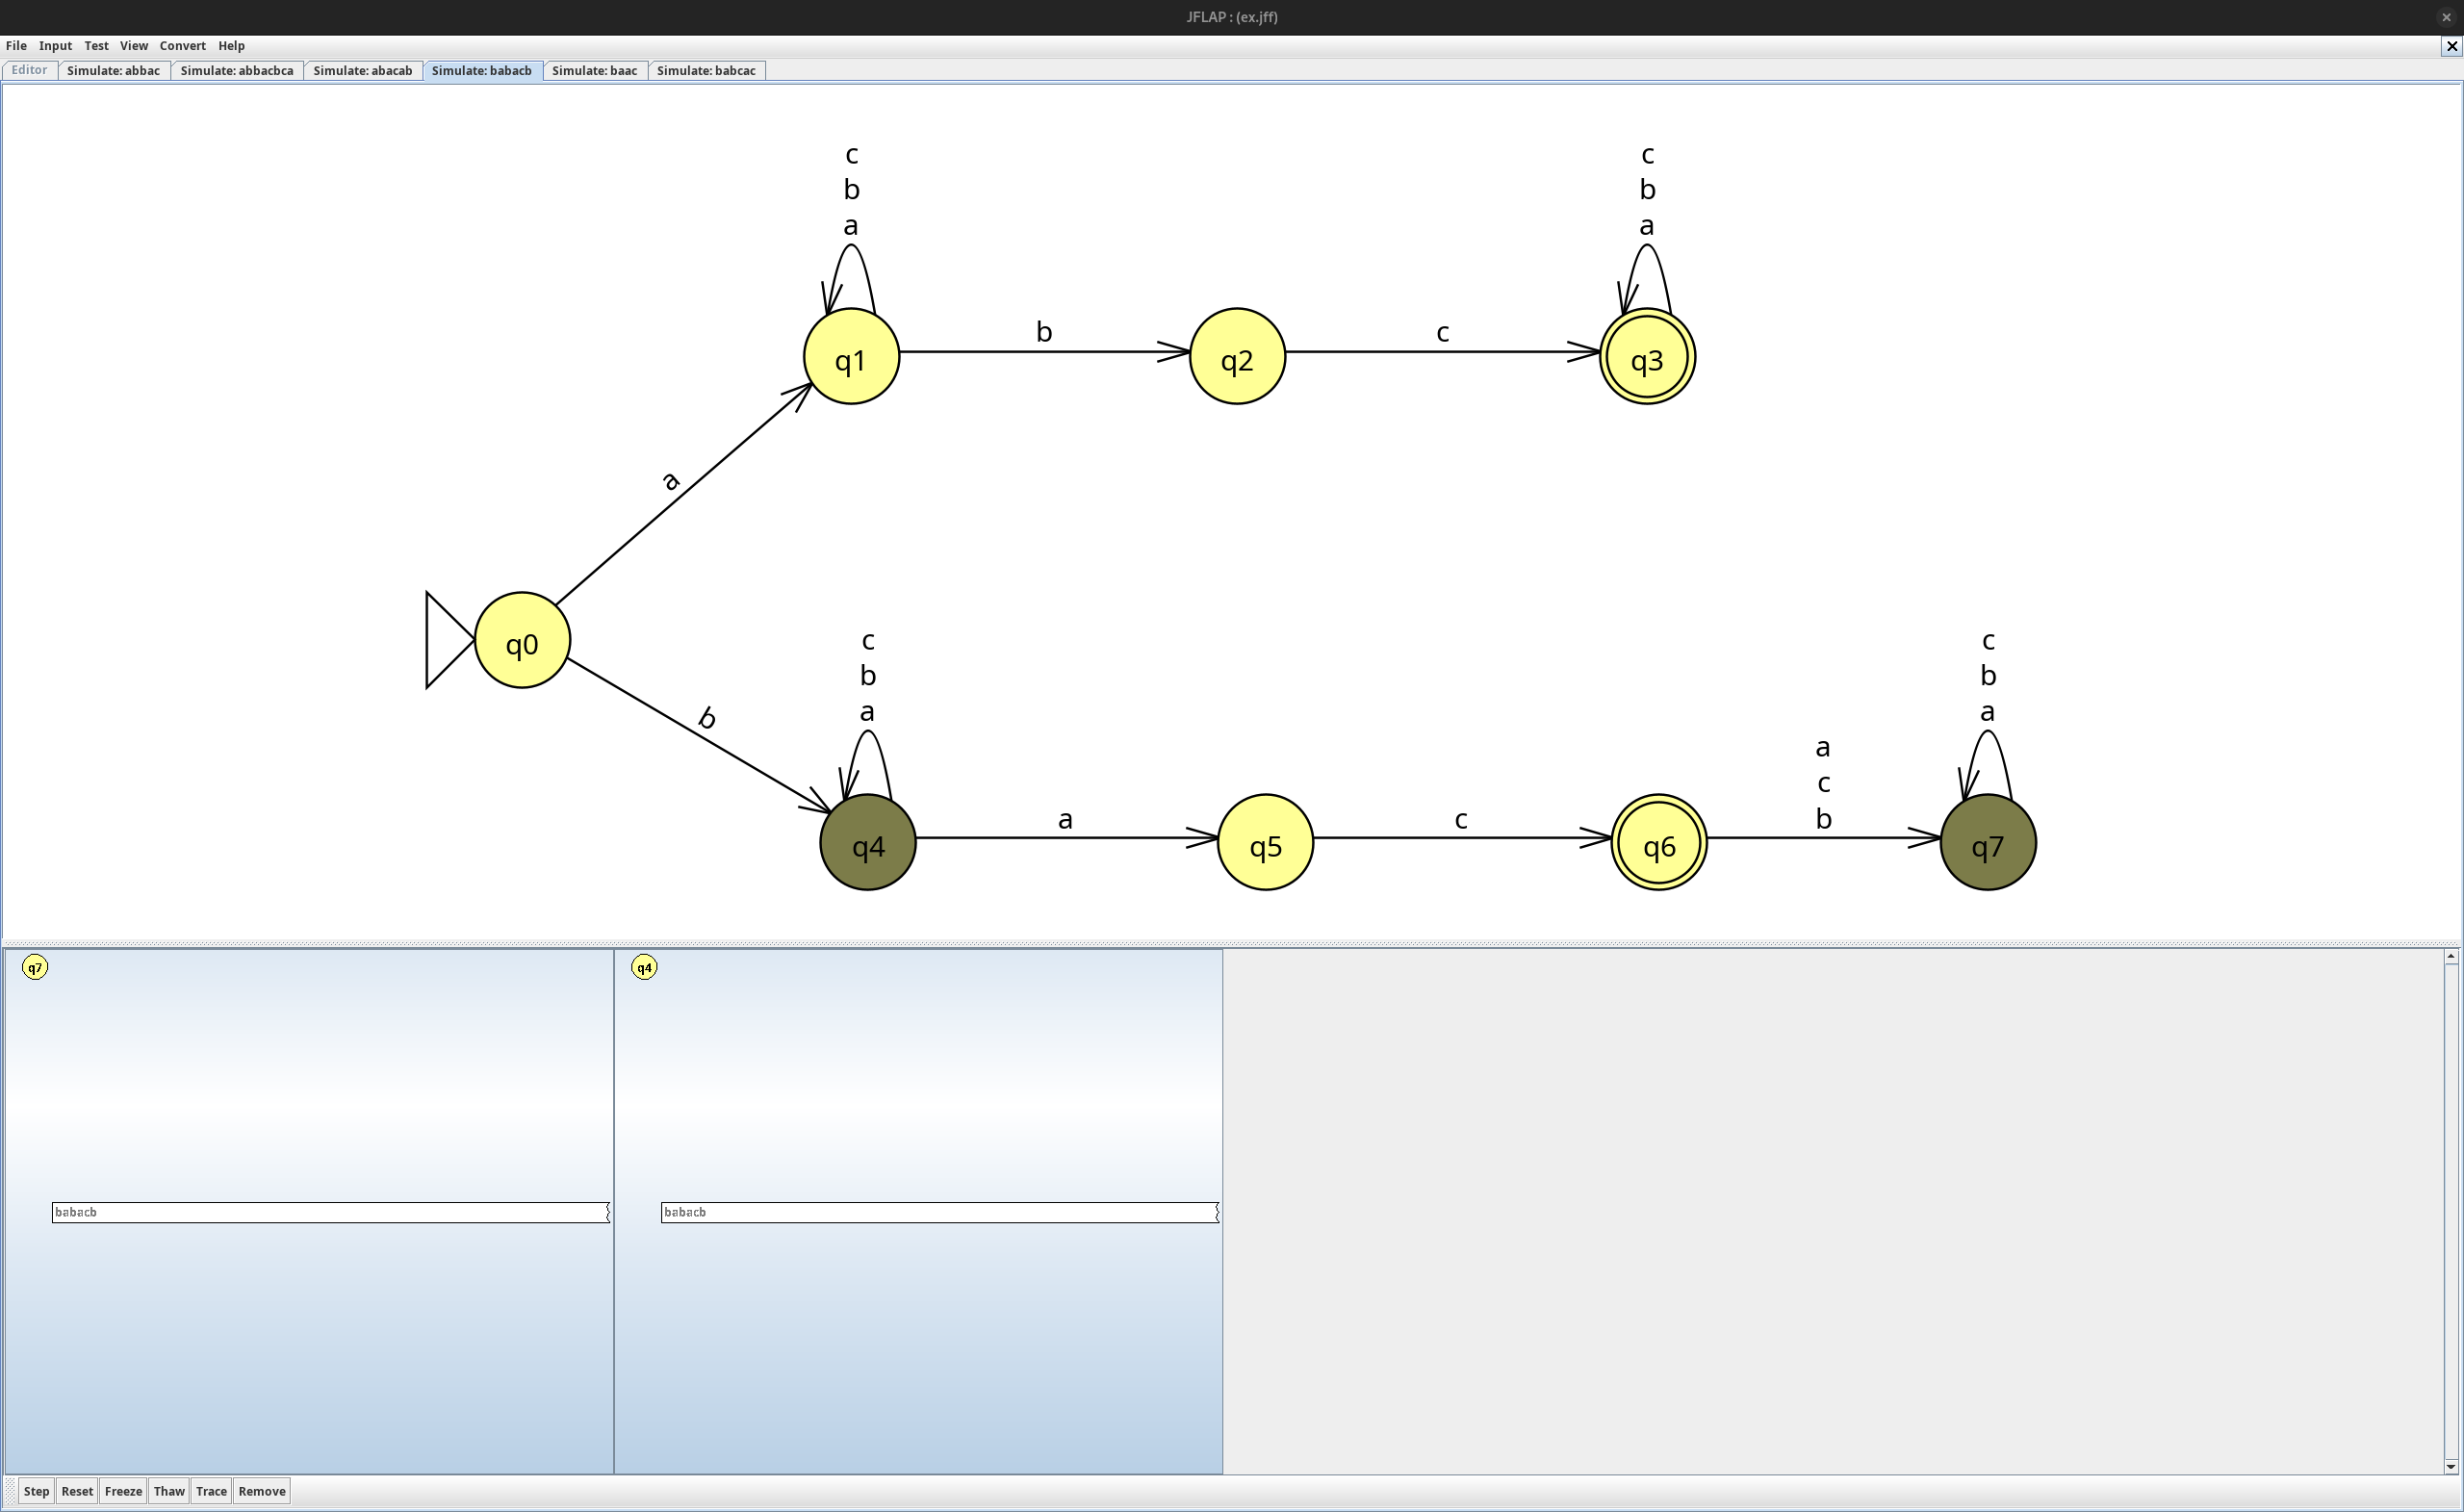 JFLAP : (ex.jff)
File Input Test View Convert Help
Editor Simulate: abbac Simulate: abbacbca Simulate: abacab Simulate: babacb Simulate: baac Simulate: babcac
c
b
a
c
b
a
q1
b
q2
c
q3
a
q0
b
c
b
a
c
b
a
a
c
b
q4
a
q5
c
q6
q7
q7
q4
babacb
babacb
Step Reset Freeze Thaw Trace Remove